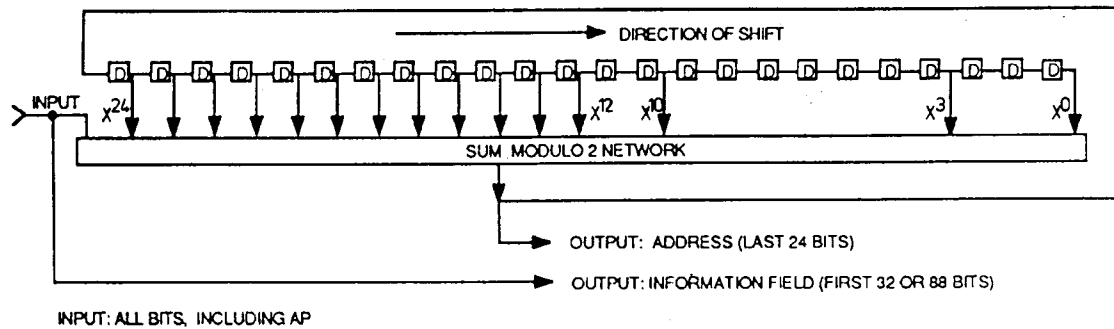 DIRECTION OF SHIFT
D D D D D D D D D D D D D D D D D D D D D D D D
INPUT
X24 X12 X10 X3 X0
SUM MODULO 2 NETWORK
OUTPUT: ADDRESS (LAST 24 BITS)
OUTPUT: INFORMATION FIELD (FIRST 32 OR 88 BITS)
INPUT: ALL BITS, INCLUDING AP